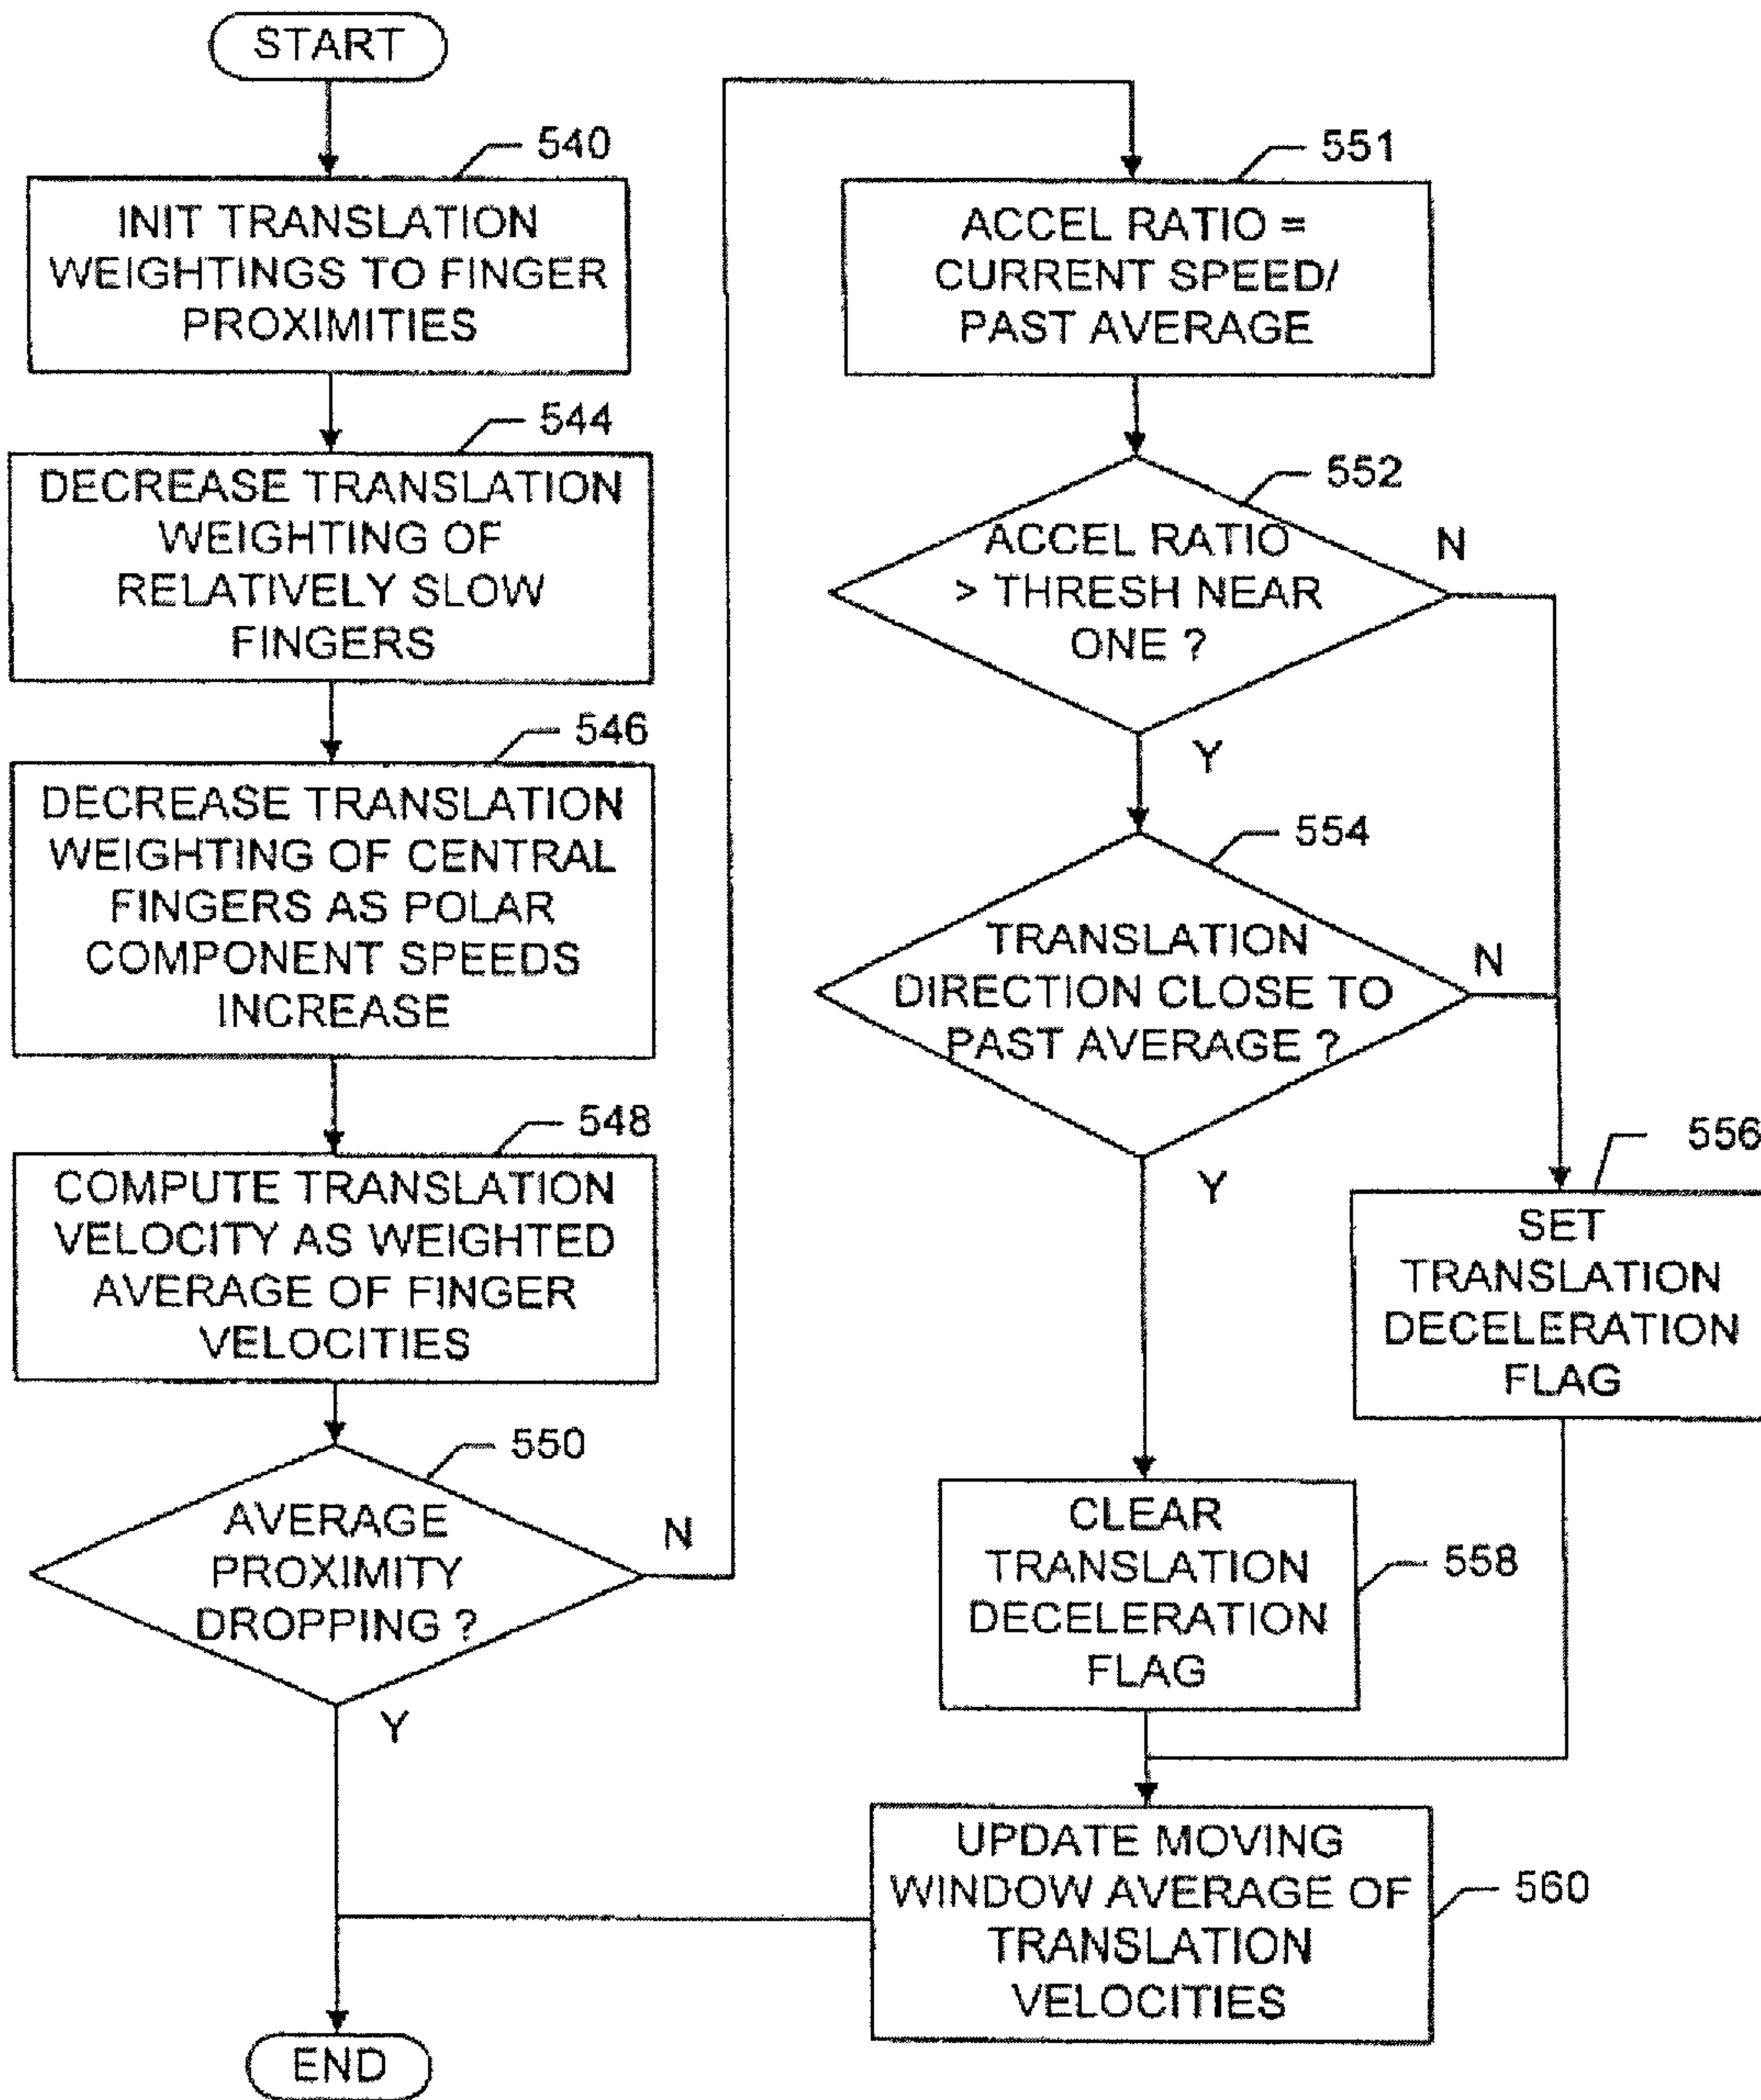 START
540
INIT TRANSLATION
WEIGHTINGS TO FINGER
PROXIMITIES
544
DECREASE TRANSLATION
WEIGHTING OF
RELATIVELY SLOW
FINGERS
546
DECREASE TRANSLATION
WEIGHTING OF CENTRAL
FINGERS AS POLAR
COMPONENT SPEEDS
INCREASE
548
COMPUTE TRANSLATION
VELOCITY AS WEIGHTED
AVERAGE OF FINGER
VELOCITIES
550
AVERAGE
PROXIMITY
DROPPING ?
N
Y
END
551
ACCEL RATIO =
CURRENT SPEED/
PAST AVERAGE
552
ACCEL RATIO
> THRESH NEAR
ONE ?
N
Y
554
TRANSLATION
DIRECTION CLOSE TO
PAST AVERAGE ?
N
Y
556
SET
TRANSLATION
DECELERATION
FLAG
CLEAR
TRANSLATION
DECELERATION
FLAG
558
UPDATE MOVING
WINDOW AVERAGE OF
TRANSLATION
VELOCITIES
560